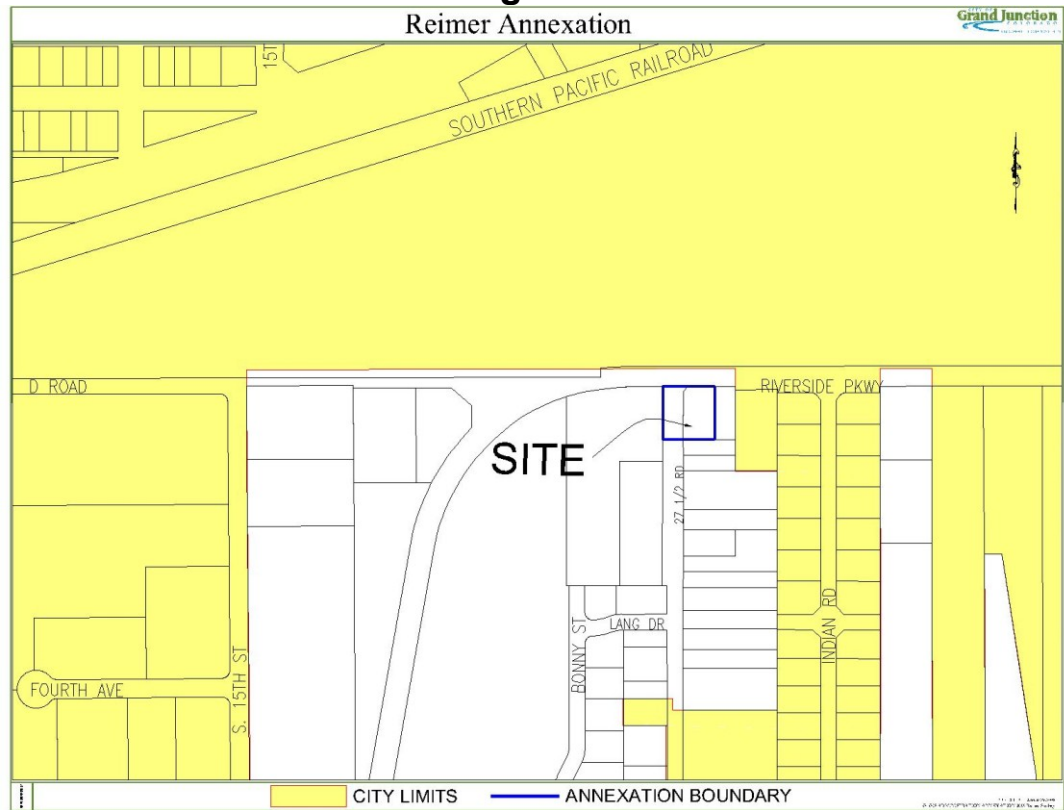 Reimer Annexation
Grand Junction
COLORADO
15TH
SOUTHERN PACIFIC RAILROAD
D ROAD
RIVERSIDE PKWY
SITE
27 1/2 RD
LANG DR
BONNY ST
INDIAN RD
S. 15TH ST
FOURTH AVE
CITY LIMITS
ANNEXATION BOUNDARY